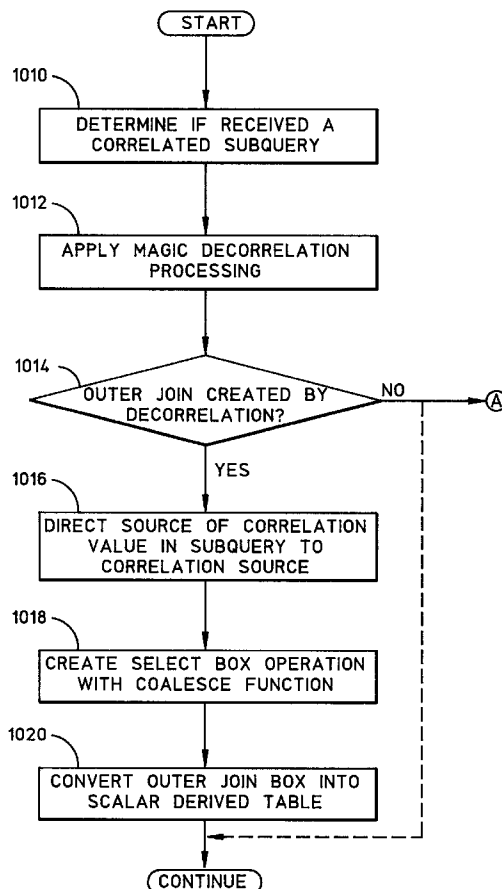 START
1010
DETERMINE IF RECEIVED A
CORRELATED SUBQUERY
1012
APPLY MAGIC DECORRELATION
PROCESSING
1014
OUTER JOIN CREATED BY
DECORRELATION?
NO
A
YES
1016
DIRECT SOURCE OF CORRELATION
VALUE IN SUBQUERY TO
CORRELATION SOURCE
1018
CREATE SELECT BOX OPERATION
WITH COALESCE FUNCTION
1020
CONVERT OUTER JOIN BOX INTO
SCALAR DERIVED TABLE
CONTINUE